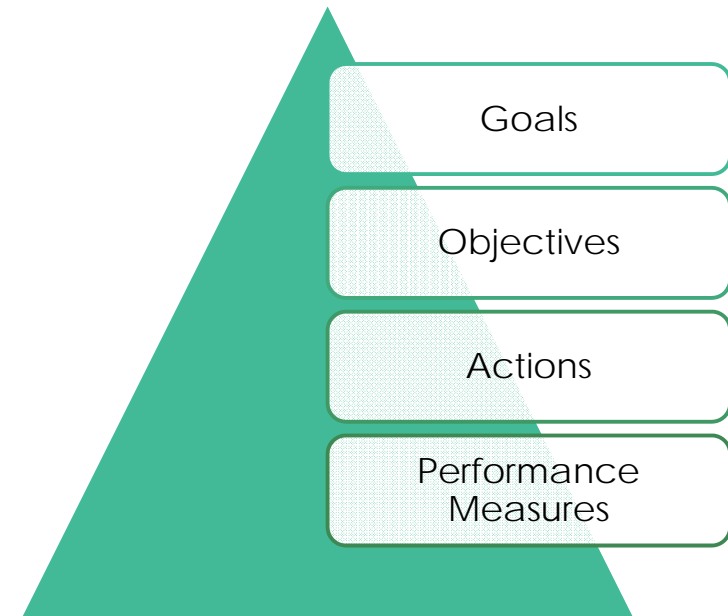 Goals
Objectives
Actions
Performance
Measures